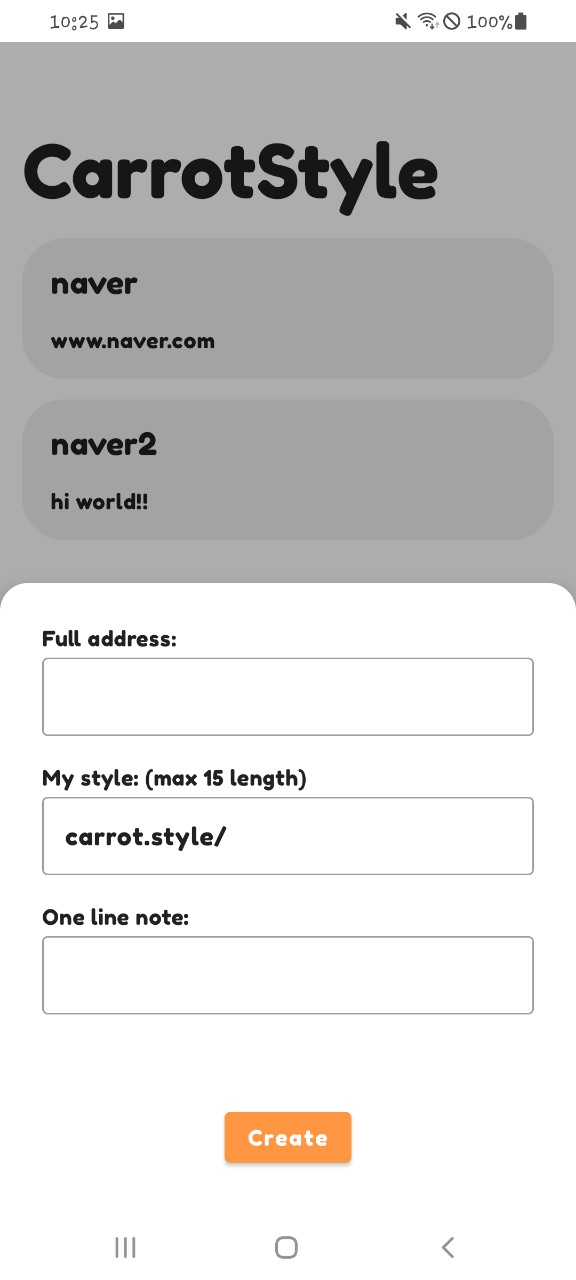 10:25 100%
CarrotStyle
naver
www.naver.com
naver2
hi world!!
Full address:
My style: (max 15 length)
carrot.style/
One line note:
Create